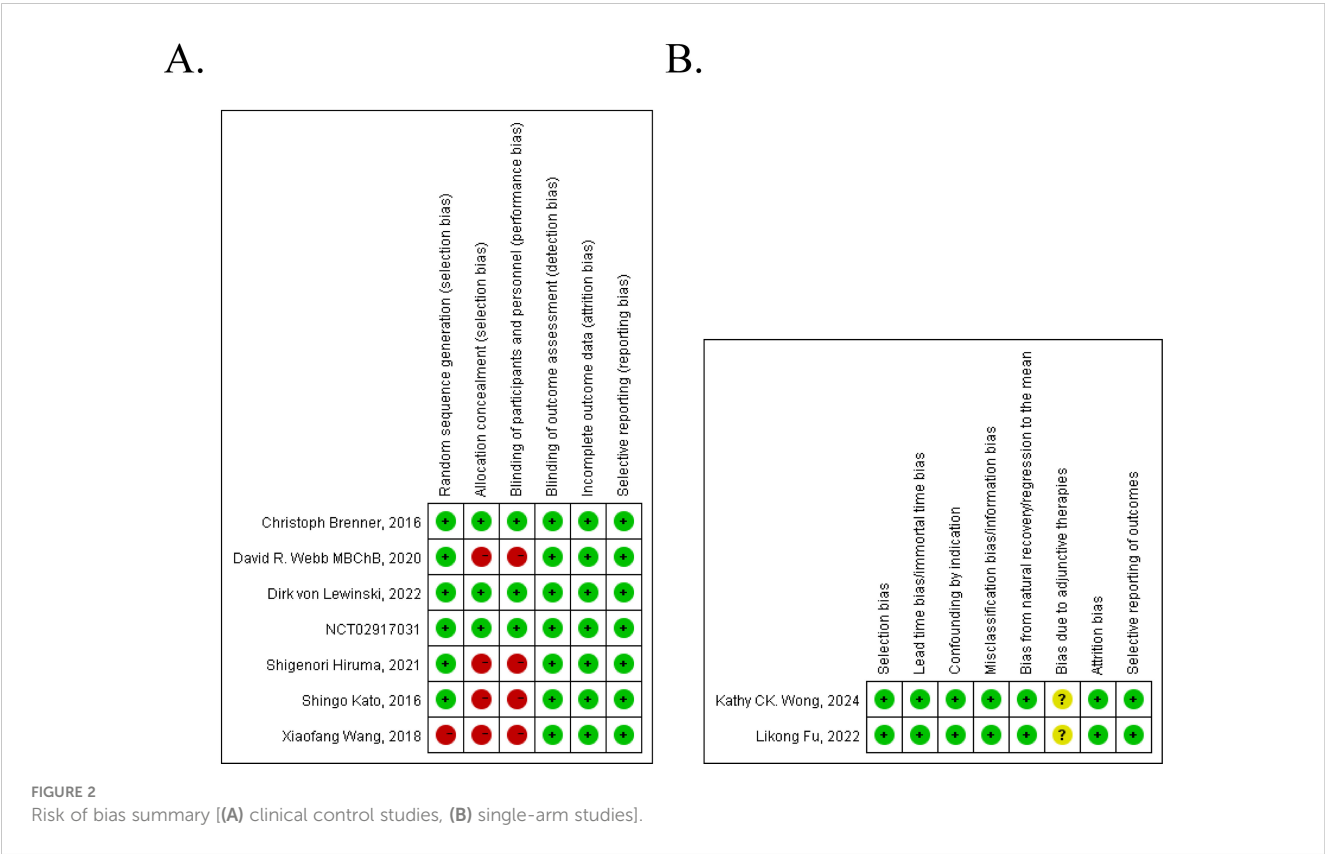 A.
B.
Random sequence generation (selection bias)
Allocation concealment (selection bias)
Blinding of participants and personnel (performance bias)
Blinding of outcome assessment (detection bias)
Incomplete outcome data (attrition bias)
Selective reporting (reporting bias)
Christoph Brenner, 2016
+ + + + + +
David R. Webb MBChB, 2020
+ - - + + +
Dirk von Lewinski, 2022
+ + + + + +
NCT02917031
+ + + + + +
Shigenori Hiruma, 2021
+ - - + + +
Shingo Kato, 2016
+ - - + + +
Xiaofang Wang, 2018
- - - + + +
Selection bias
Lead time bias/immortal time bias
Confounding by indication
Misclassification bias/information bias
Bias from natural recovery/regression to the mean
Bias due to adjunctive therapies
Attrition bias
Selective reporting of outcomes
Kathy CK. Wong, 2024
+ + + + + ? + +
Likong Fu, 2022
+ + + + + ? + +
FIGURE 2
Risk of bias summary [(A) clinical control studies, (B) single-arm studies].